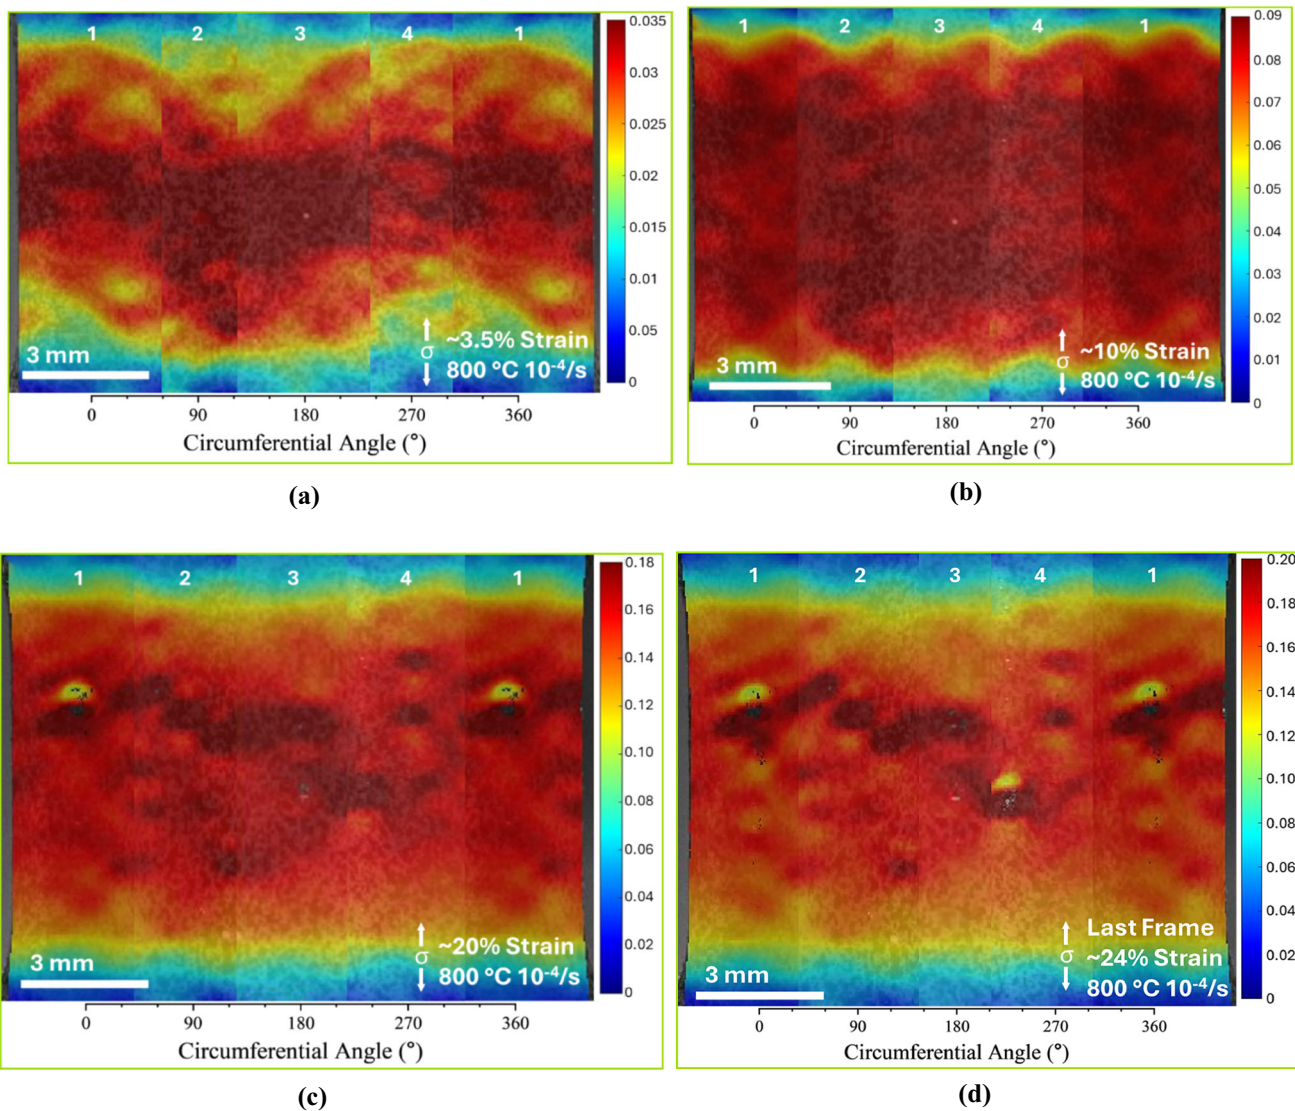 1 2 3 4 1
0.035
0.03
0.025
0.02
0.015
0.01
0.05
0
3 mm
σ
~3.5% Strain
800 °C 10⁻⁴/s
0 90 180 270 360
Circumferential Angle (°)
(a)
1 2 3 4 1
0.09
0.08
0.07
0.06
0.05
0.04
0.03
0.02
0.01
0
3 mm
σ
~10% Strain
800 °C 10⁻⁴/s
0 90 180 270 360
Circumferential Angle (°)
(b)
1 2 3 4 1
0.18
0.16
0.14
0.12
0.10
0.08
0.06
0.04
0.02
0
3 mm
σ
~20% Strain
800 °C 10⁻⁴/s
0 90 180 270 360
Circumferential Angle (°)
(c)
1 2 3 4 1
0.20
0.18
0.16
0.14
0.12
0.10
0.08
0.06
0.04
0.02
0
3 mm
Last Frame
σ
~24% Strain
800 °C 10⁻⁴/s
0 90 180 270 360
Circumferential Angle (°)
(d)